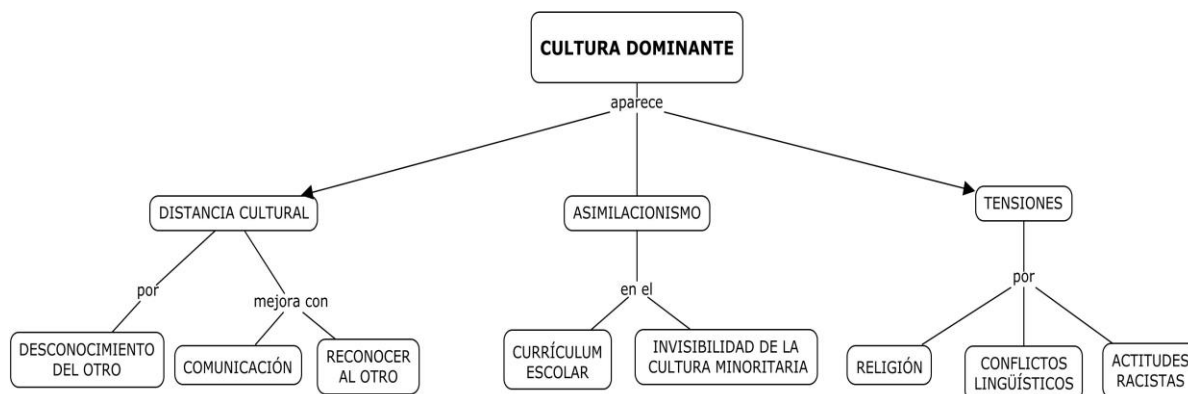 CULTURA DOMINANTE
aparece
DISTANCIA CULTURAL
ASIMILACIONISMO
TENSIONES
por
mejora con
en el
por
DESCONOCIMIENTO
DEL OTRO
COMUNICACIÓN
RECONOCER
AL OTRO
CURRÍCULUM
ESCOLAR
INVISIBILIDAD DE LA
CULTURA MINORITARIA
RELIGIÓN
CONFLICTOS
LINGÜÍSTICOS
ACTITUDES
RACISTAS